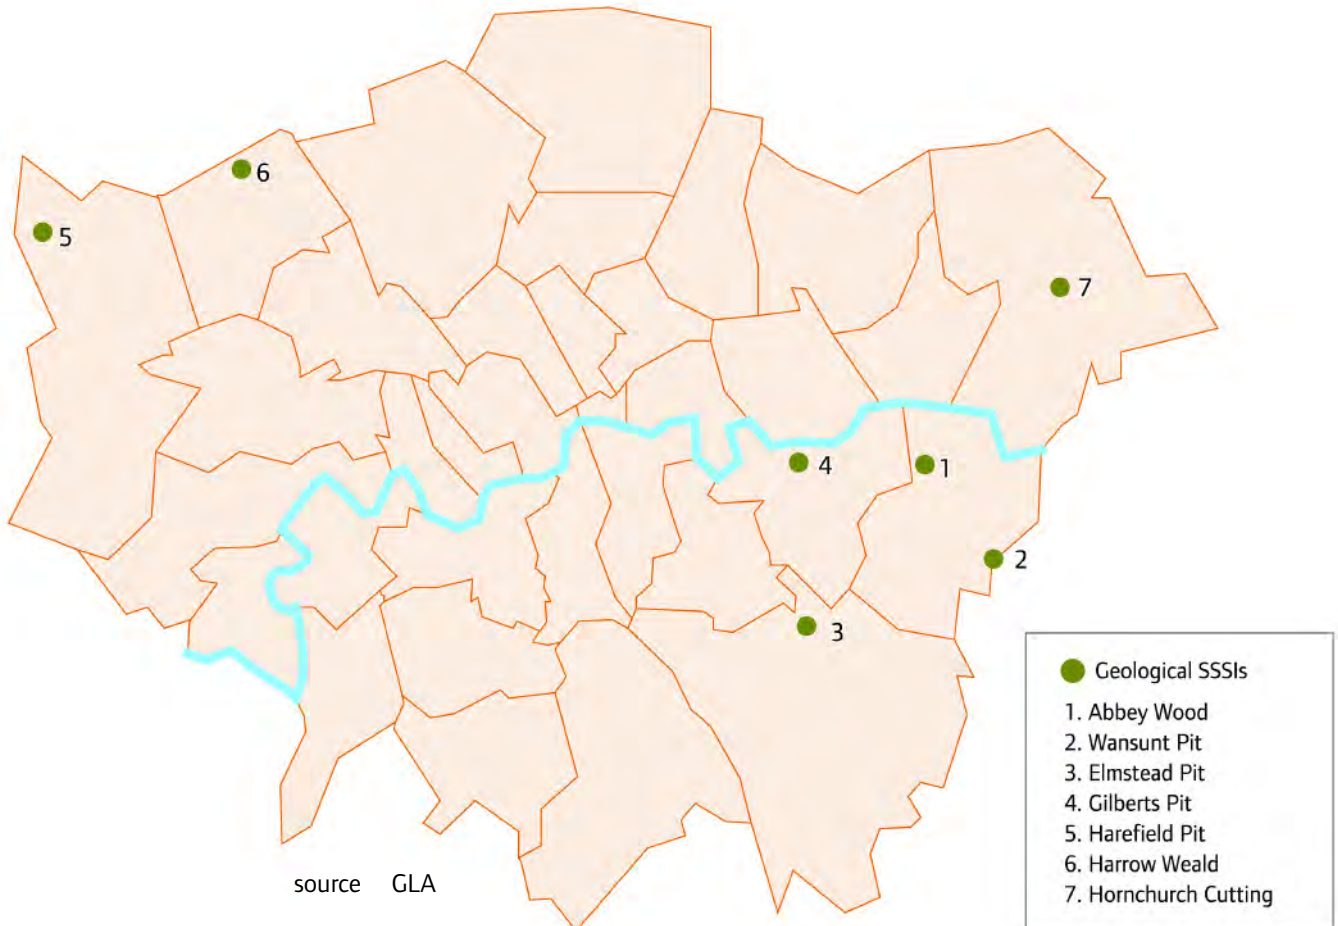 6
5
7
4
1
2
3
Geological SSSIs
1. Abbey Wood
2. Wansunt Pit
3. Elmstead Pit
4. Gilberts Pit
5. Harefield Pit
6. Harrow Weald
7. Hornchurch Cutting
source GLA